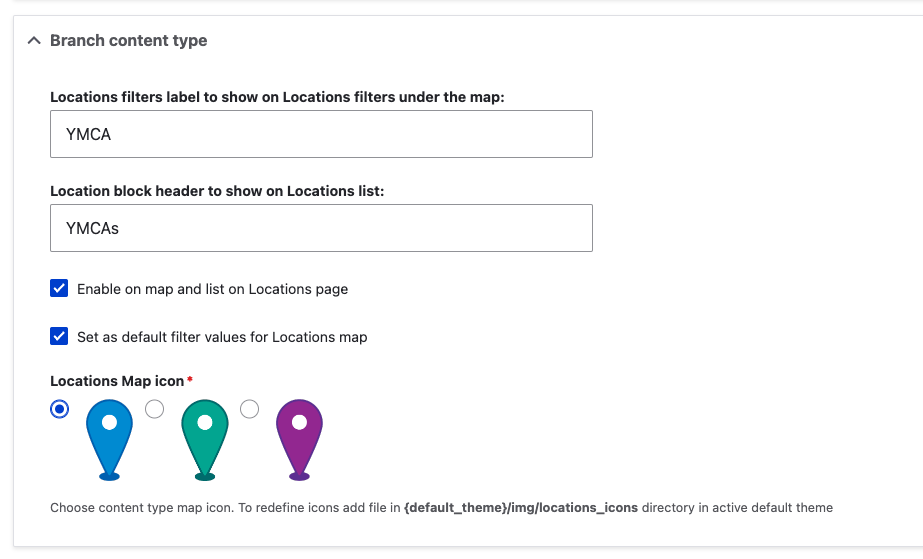 Branch content type
Locations filters label to show on Locations filters under the map:
YMCA
Location block header to show on Locations list:
YMCAs
Enable on map and list on Locations page
Set as default filter values for Locations map
Locations Map icon*
Choose content type map icon. To redefine icons add file in {default_theme}/img/locations_icons directory in active default theme